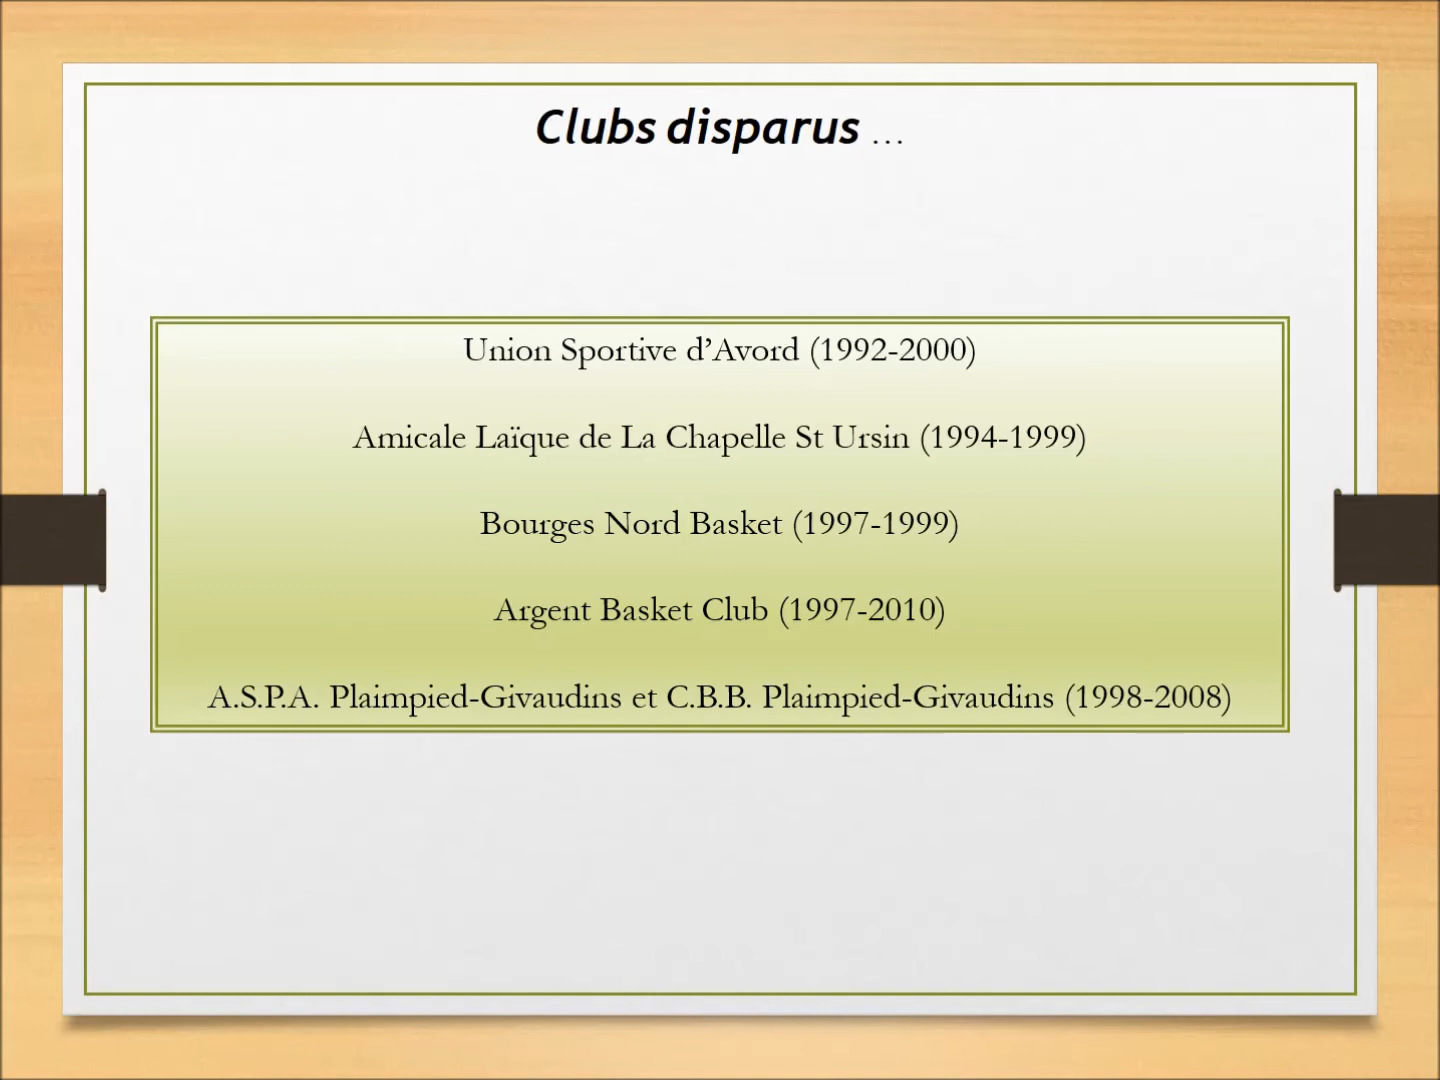 Clubs disparus ...
Union Sportive d’Avord (1992-2000)
Amicale Laïque de La Chapelle St Ursin (1994-1999)
Bourges Nord Basket (1997-1999)
Argent Basket Club (1997-2010)
A.S.P.A. Plaimpied-Givaudins et C.B.B. Plaimpied-Givaudins (1998-2008)